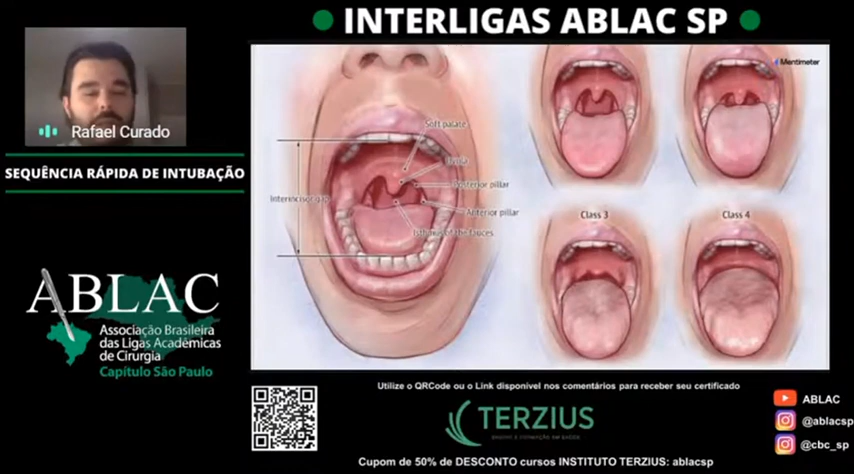 INTERLIGAS ABLAC SP
Rafael Curado
SEQUÊNCIA RÁPIDA DE INTUBAÇÃO
Mentimeter
Soft palate
Uvula
Posterior pillar
Interincisor gap
Anterior pillar
Isthmus of the fauces
Class 3
Class 4
ABLAC
Associação Brasileira
das Ligas Acadêmicas
de Cirurgia
Capítulo São Paulo
Utilize o QRCode ou o Link disponível nos comentários para receber seu certificado
TERZIUS
Cupom de 50% de DESCONTO cursos INSTITUTO TERZIUS: ablacsp
ABLAC
@ablacsp
@cbc_sp